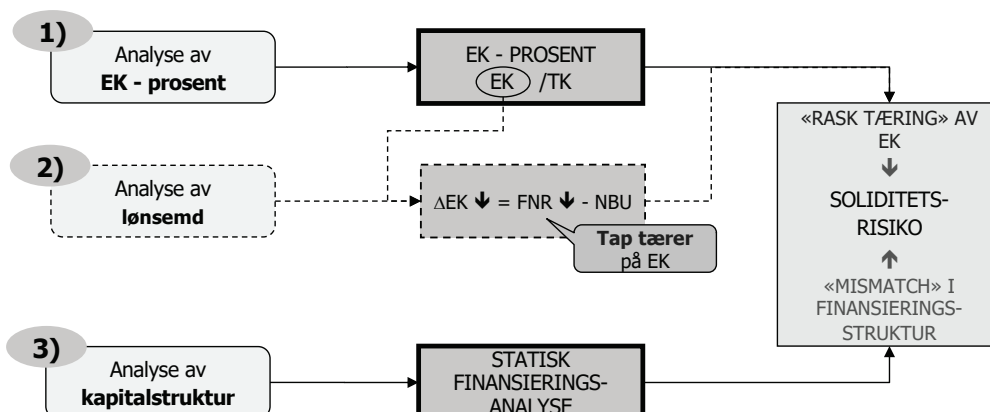 1)
Analyse av
EK - prosent
EK - PROSENT
EK /TK
2)
Analyse av
lønsemd
∆EK 🡻 = FNR 🡻 - NBU
Tap tærer
på EK
«RASK TÆRING» AV
EK
🡻
SOLIDITETS-
RISIKO
🡹
«MISMATCH» I
FINANSIERINGS-
STRUKTUR
3)
Analyse av
kapitalstruktur
STATISK
FINANSIERINGS-
ANALYSE